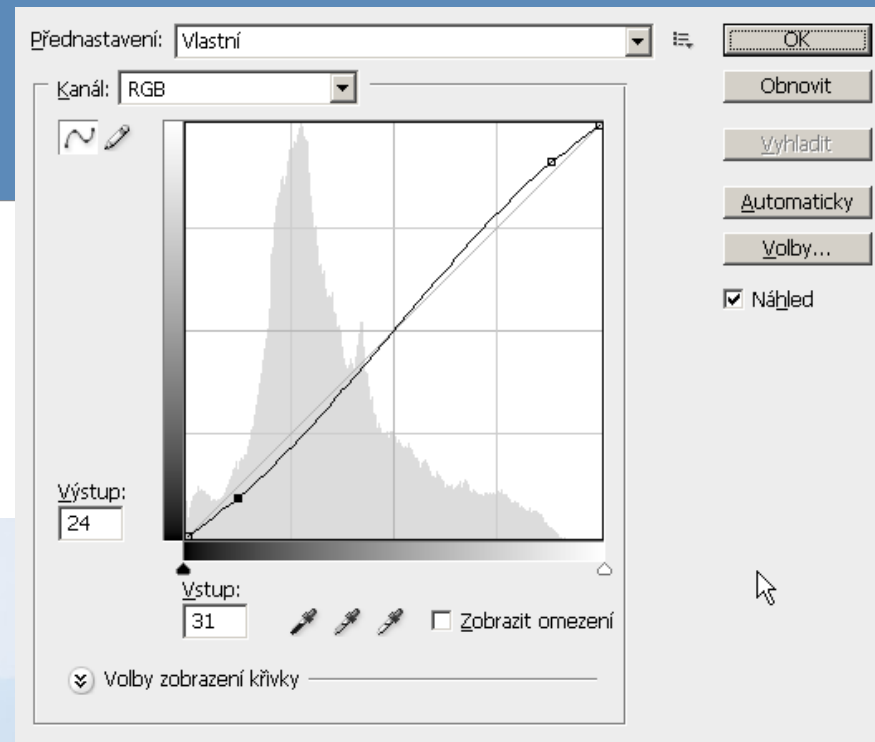 Přednastavení: Vlastní
OK
Kanál: RGB
Obnovit
Vyhladit
Automaticky
Volby...
Náhled
Výstup:
24
Vstup:
31
Zobrazit omezení
Volby zobrazení křivky